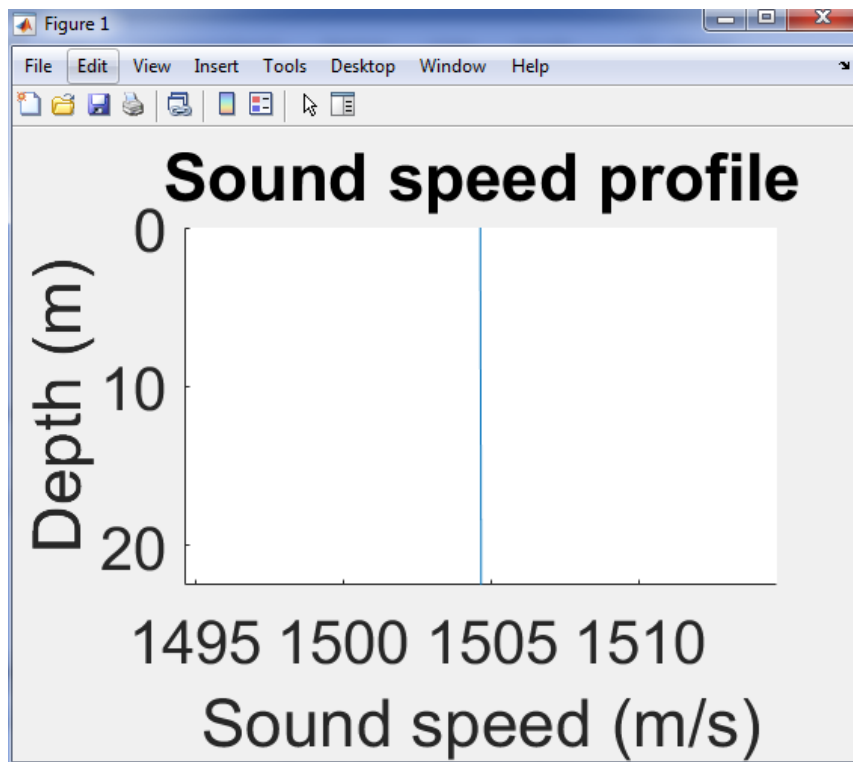 Figure 1
File Edit View Insert Tools Desktop Window Help
Sound speed profile
0
10
20
Depth (m)
1495 1500 1505 1510
Sound speed (m/s)